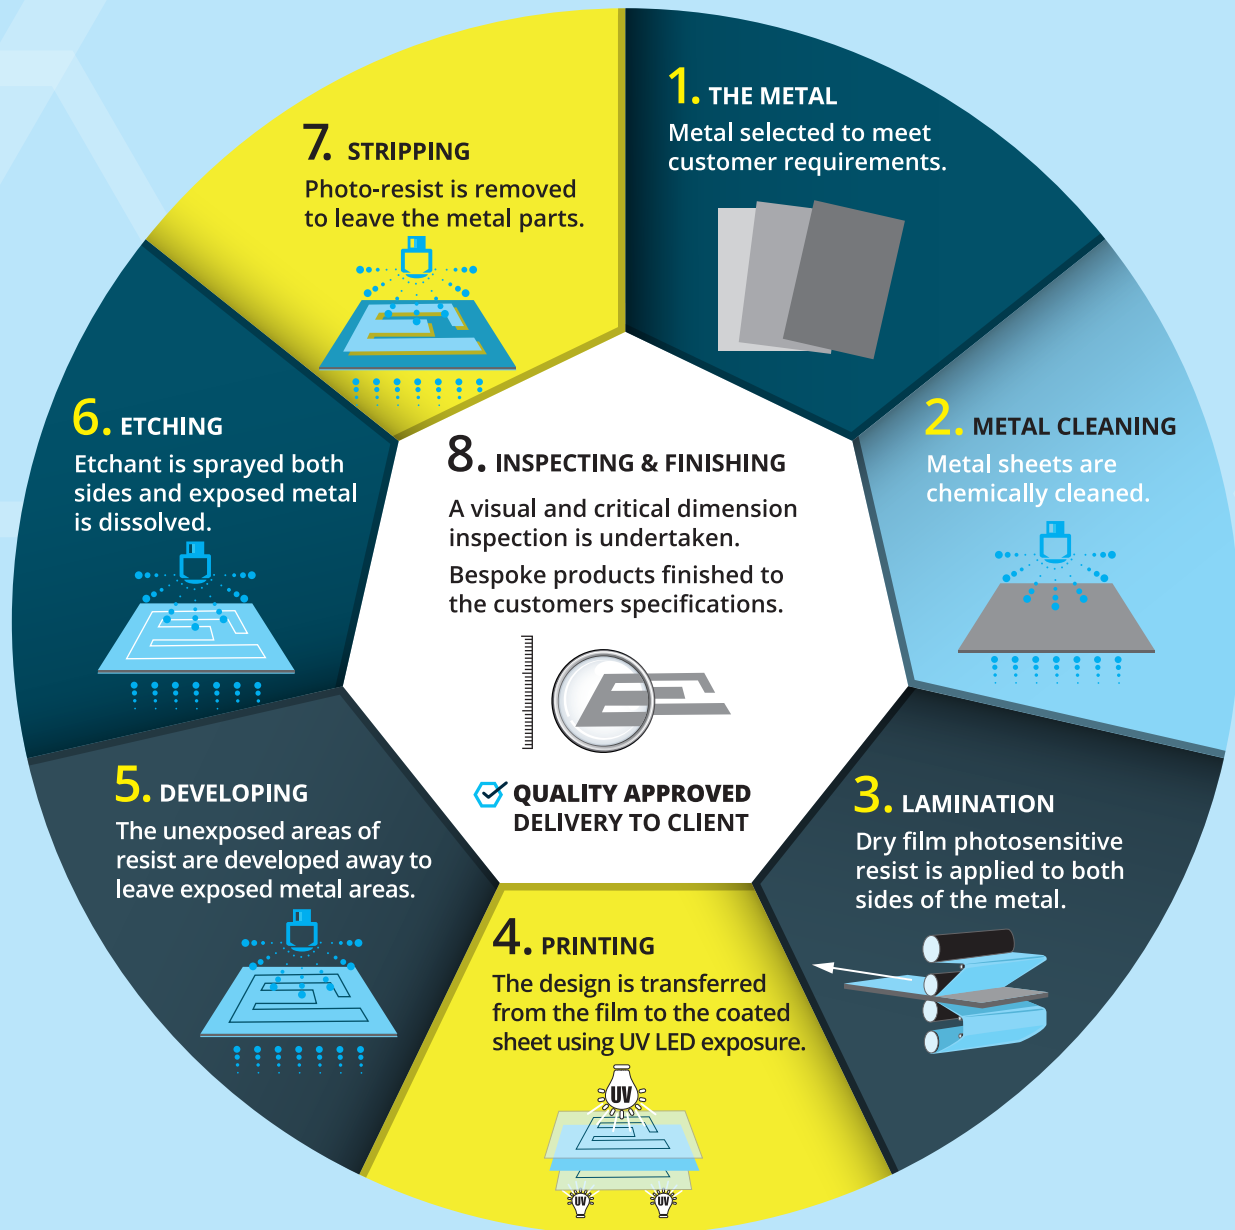 1. THE METAL
Metal selected to meet
customer requirements.
2. METAL CLEANING
Metal sheets are
chemically cleaned.
3. LAMINATION
Dry film photosensitive
resist is applied to both
sides of the metal.
4. PRINTING
The design is transferred
from the film to the coated
sheet using UV LED exposure.
UV
UV
UV
5. DEVELOPING
The unexposed areas of
resist are developed away to
leave exposed metal areas.
6. ETCHING
Etchant is sprayed both
sides and exposed metal
is dissolved.
7. STRIPPING
Photo-resist is removed
to leave the metal parts.
8. INSPECTING & FINISHING
A visual and critical dimension
inspection is undertaken.
Bespoke products finished to
the customers specifications.
QUALITY APPROVED
DELIVERY TO CLIENT